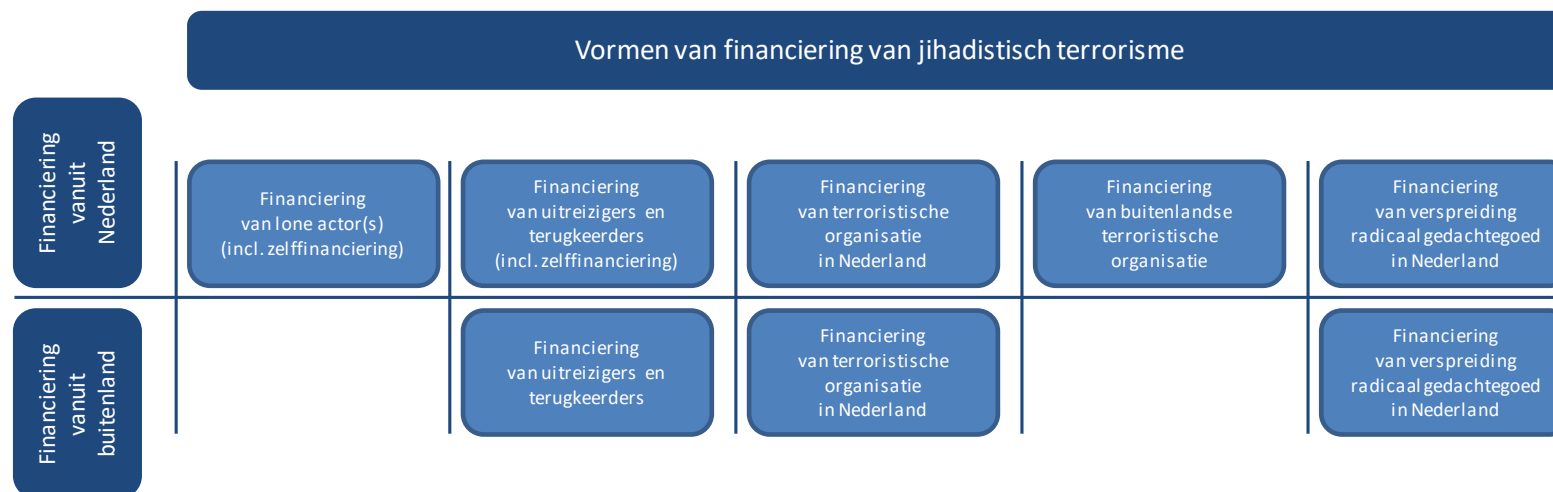 Vormen van financiering van jihadistisch terrorisme
Financiering
vanuit
Nederland
Financiering
van lone actor(s)
(incl. zelffinanciering)
Financiering
van uitreizigers en
terugkeerders
(incl. zelffinanciering)
Financiering
van terroristische
organisatie
in Nederland
Financiering
van buitenlandse
terroristische
organisatie
Financiering
van verspreiding
radicaal gedachtegoed
in Nederland
Financiering
vanuit
buitenland
Financiering
van uitreizigers en
terugkeerders
Financiering
van terroristische
organisatie
in Nederland
Financiering
van verspreiding
radicaal gedachtegoed
in Nederland